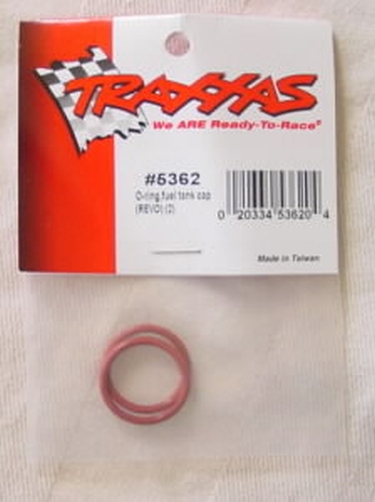 TRAXXAS
We ARE Ready-To-Race®
#5362
O-ring,fuel tank cap
(REVO) (2)
0 20334 53620 4
Made in Taiwan